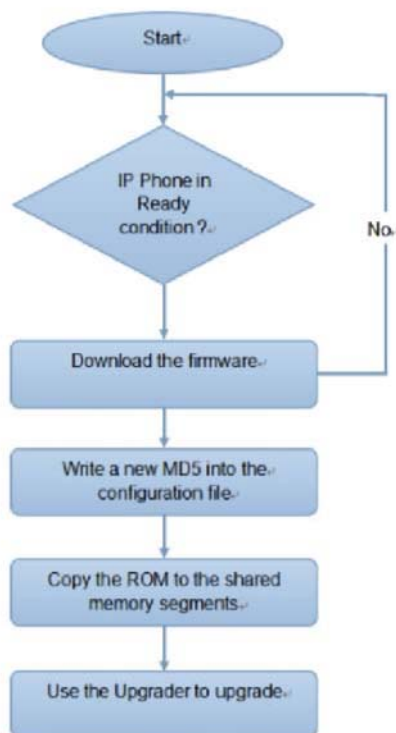 Start
IP Phone in
Ready
condition ?
No
Download the firmware
Write a new MD5 into the
configuration file
Copy the ROM to the shared
memory segments
Use the Upgrader to upgrade